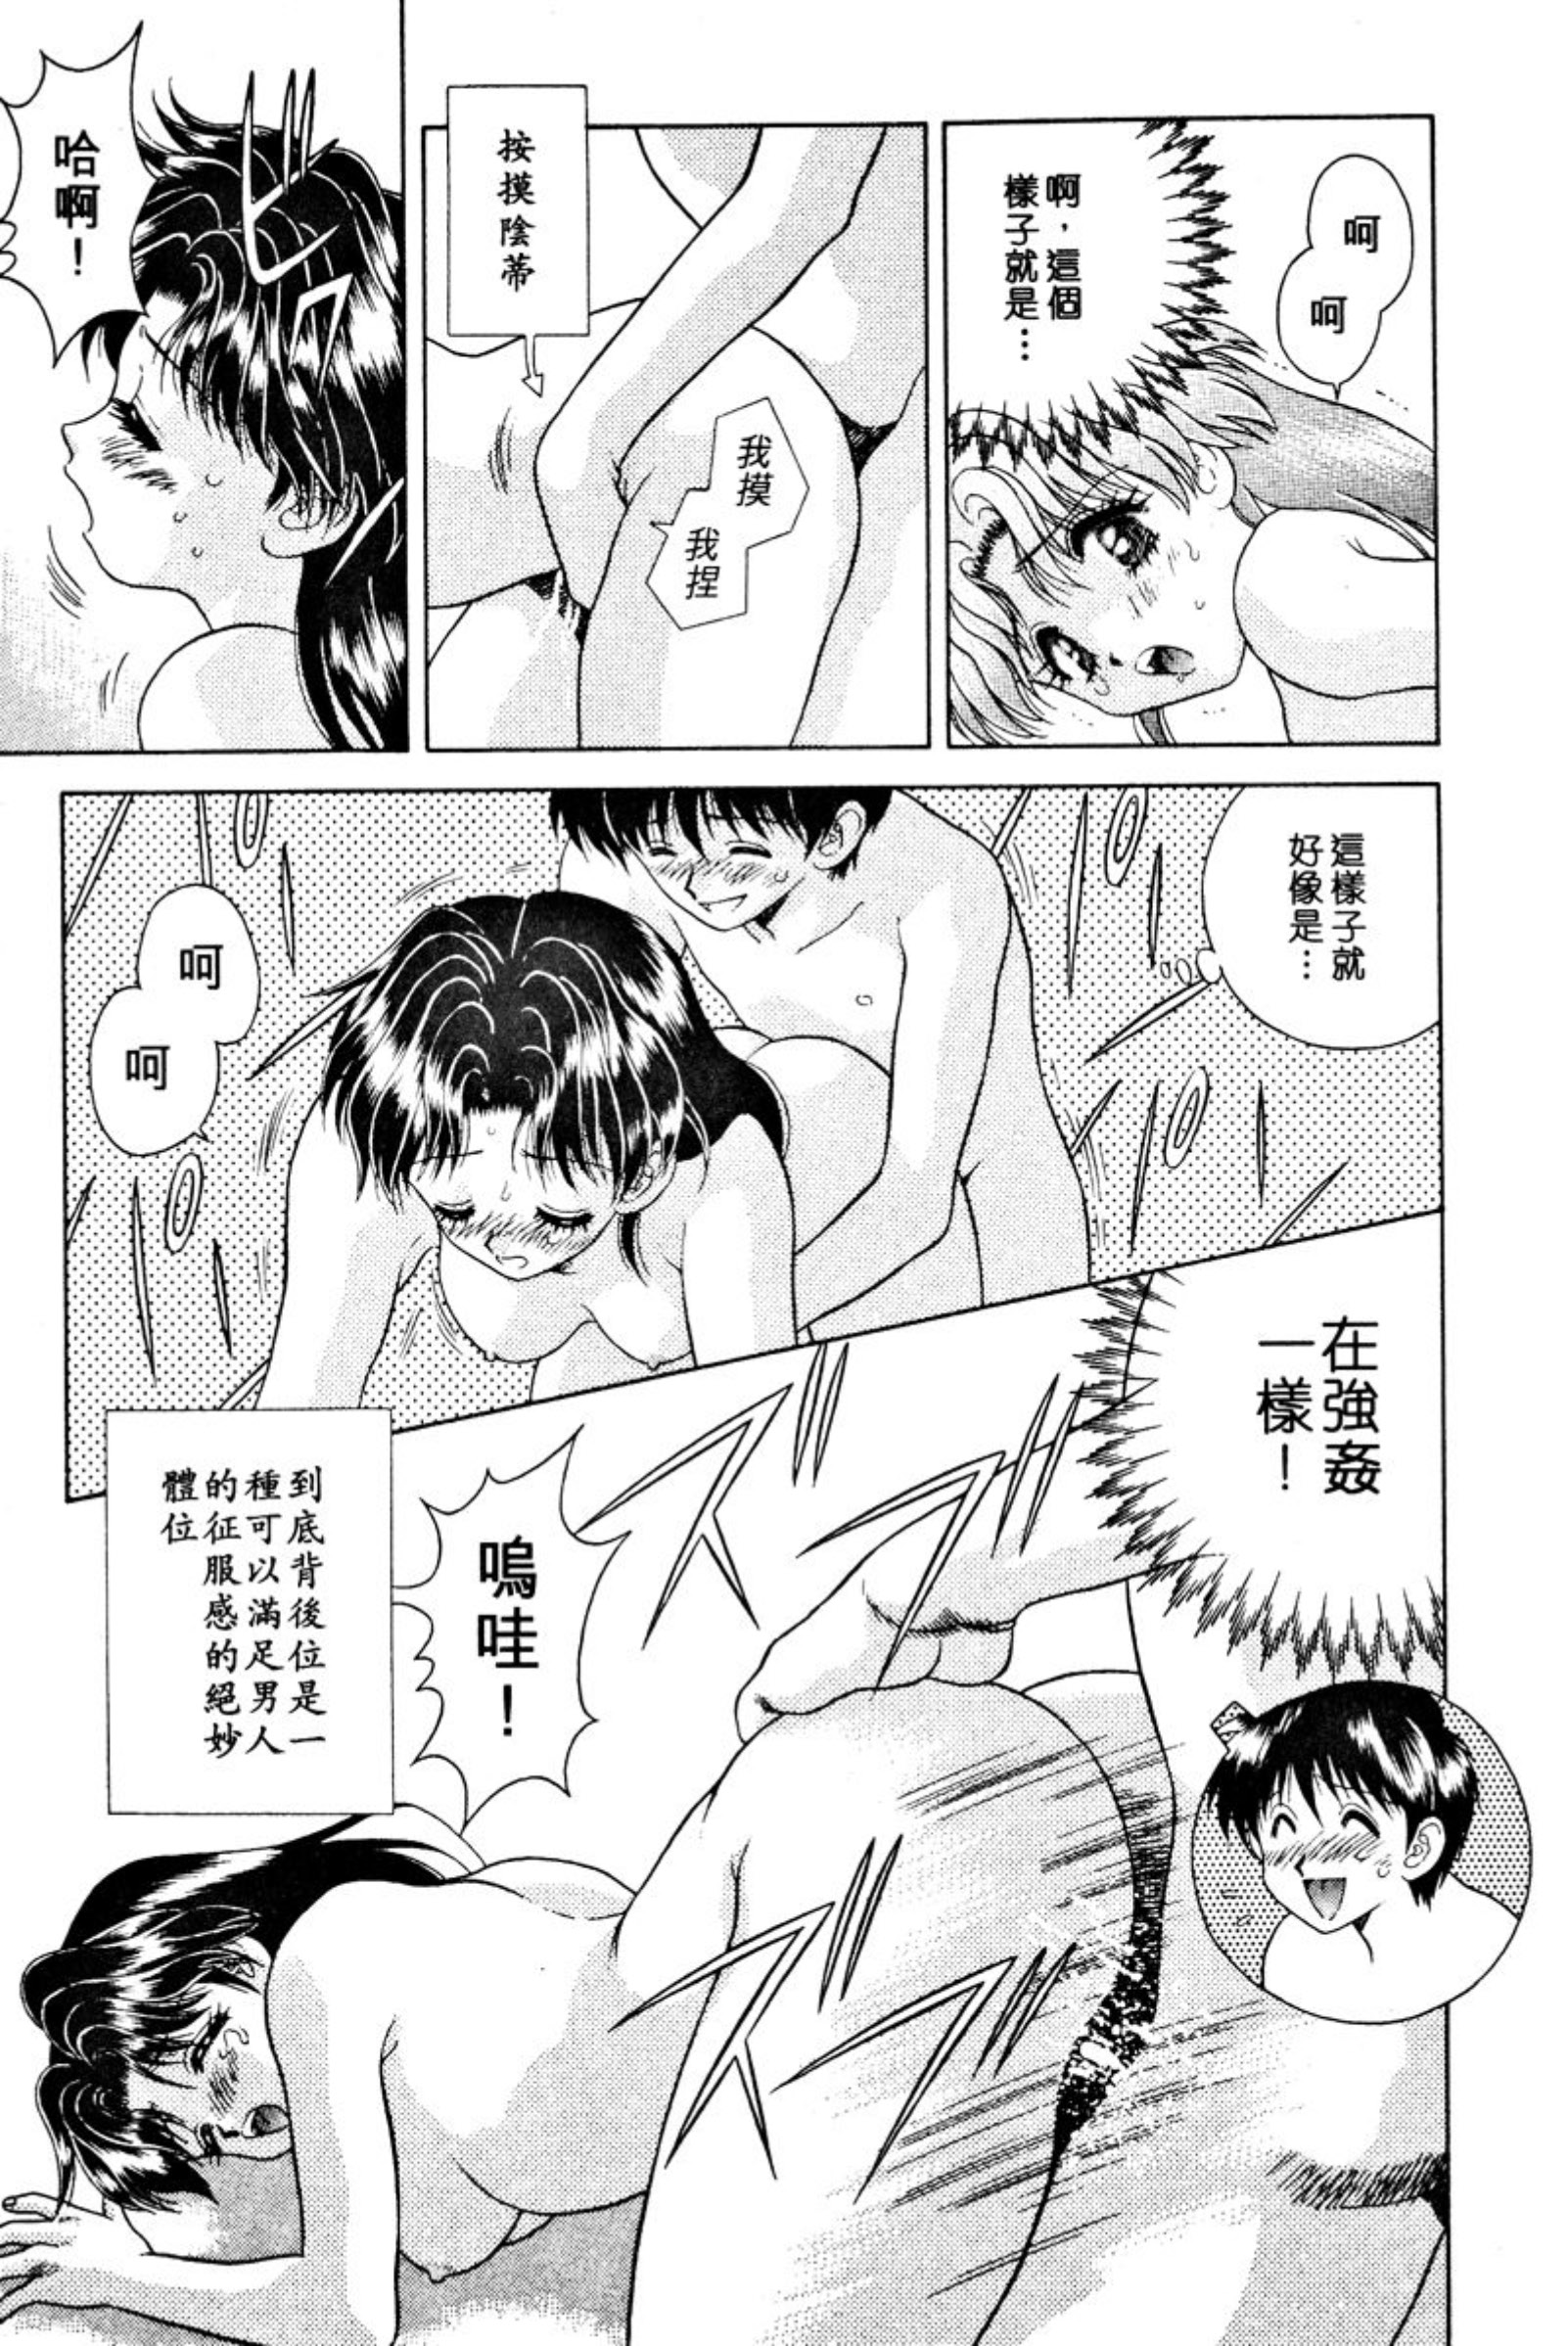 呵
呵
啊，這個
樣子就是…
按摸陰蒂
我摸
我捏
哈啊！
這樣子就
好像是…
呵
呵
在強姦
一樣！
嗚哇！
到底背後位是一
種可以滿足男人
的征服感的絕妙
體位